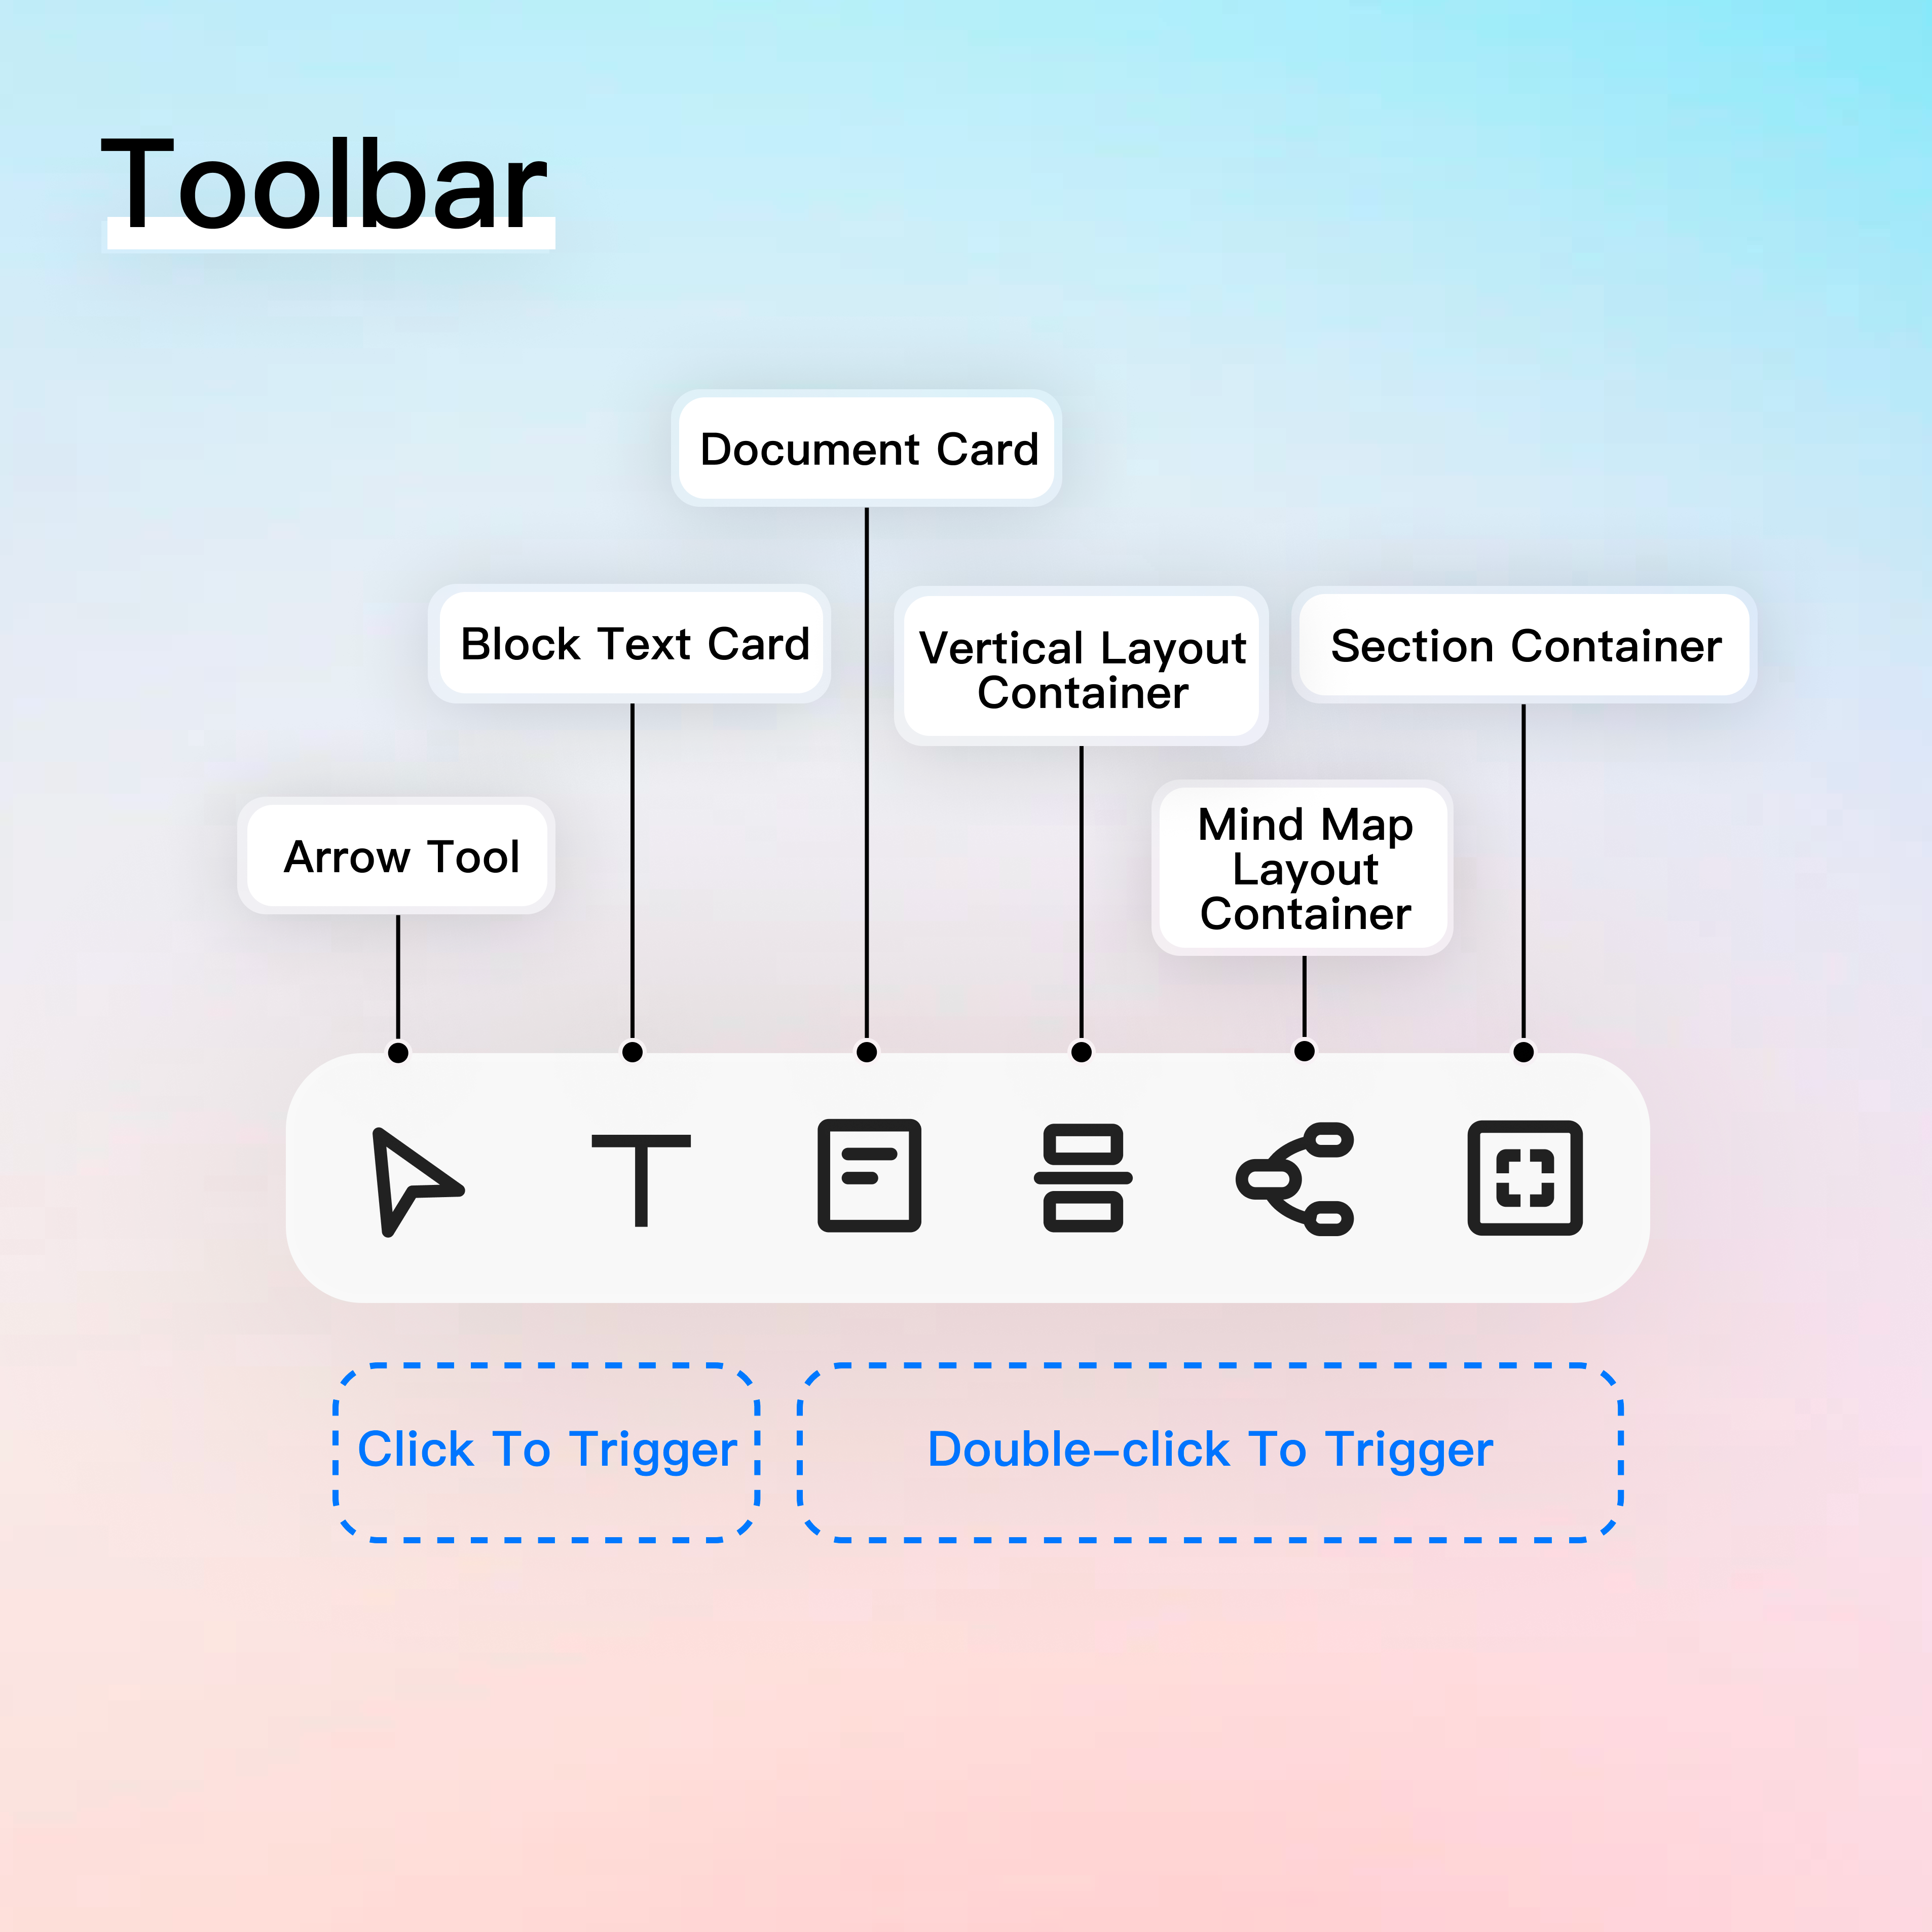 Toolbar
Document Card
Block Text Card
Vertical Layout
Container
Section Container
Arrow Tool
Mind Map
Layout
Container
Click To Trigger
Double-click To Trigger